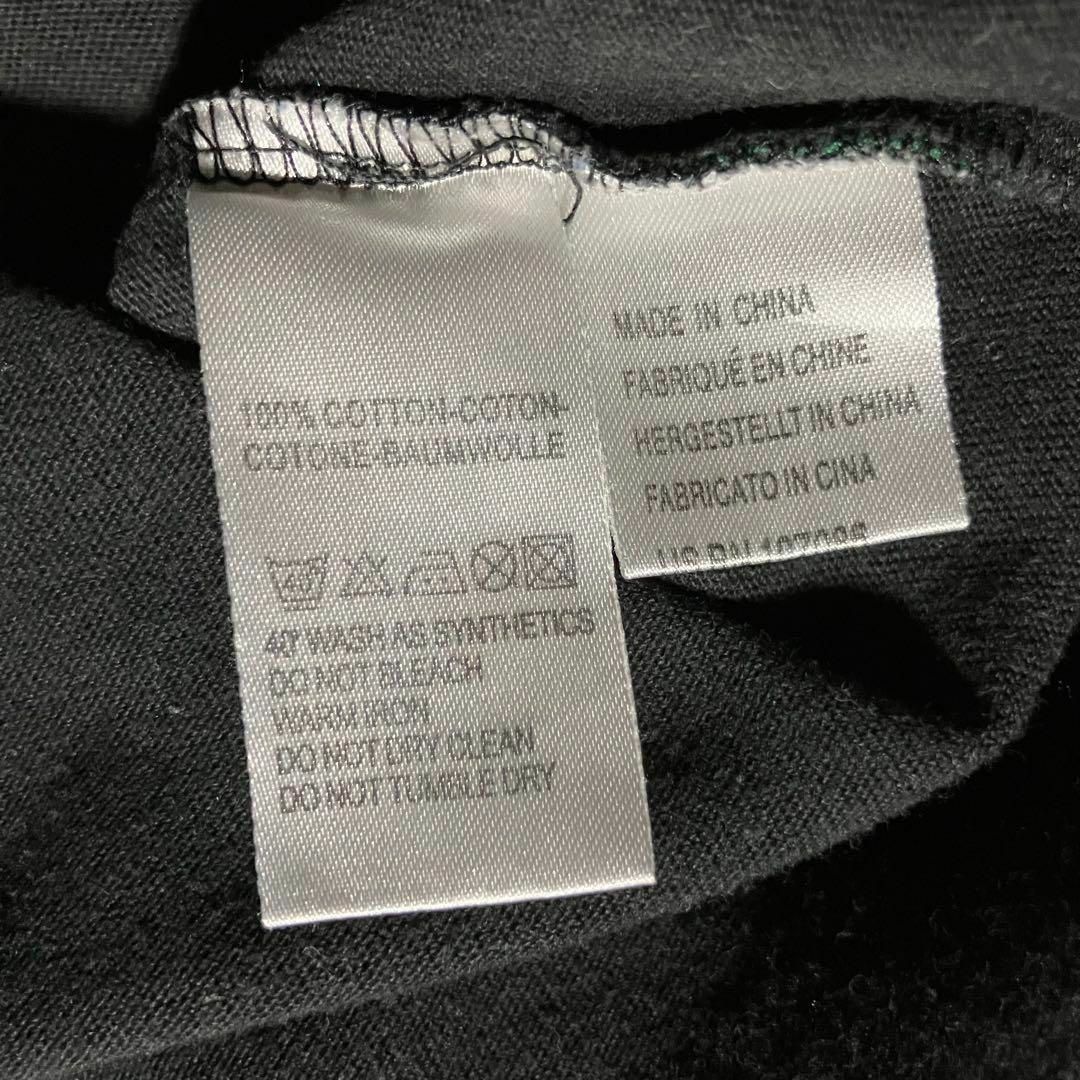 100% COTTON-COTON-
COTONE-BAUMWOLLE
40
40° WASH AS SYNTHETICS
DO NOT BLEACH
WARM IRON
DO NOT DRY CLEAN
DO NOT TUMBLE DRY
MADE IN CHINA
FABRIQUÉ EN CHINE
HERGESTELLT IN CHINA
FABRICATO IN CINA